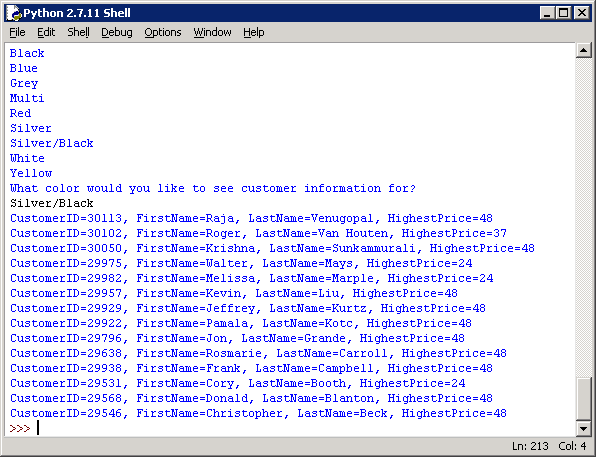 Python 2.7.11 Shell
File Edit Shell Debug Options Window Help
Black
Blue
Grey
Multi
Red
Silver
Silver/Black
White
Yellow
What color would you like to see customer information for?
Silver/Black
CustomerID=30113, FirstName=Raja, LastName=Venugopal, HighestPrice=48
CustomerID=30102, FirstName=Roger, LastName=Van Houten, HighestPrice=37
CustomerID=30050, FirstName=Krishna, LastName=Sunkammurali, HighestPrice=48
CustomerID=29975, FirstName=Walter, LastName=Mays, HighestPrice=24
CustomerID=29982, FirstName=Melissa, LastName=Marple, HighestPrice=24
CustomerID=29957, FirstName=Kevin, LastName=Liu, HighestPrice=48
CustomerID=29929, FirstName=Jeffrey, LastName=Kurtz, HighestPrice=48
CustomerID=29922, FirstName=Pamala, LastName=Kotc, HighestPrice=48
CustomerID=29796, FirstName=Jon, LastName=Grande, HighestPrice=48
CustomerID=29638, FirstName=Rosmarie, LastName=Carroll, HighestPrice=48
CustomerID=29938, FirstName=Frank, LastName=Campbell, HighestPrice=48
CustomerID=29531, FirstName=Cory, LastName=Booth, HighestPrice=24
CustomerID=29568, FirstName=Donald, LastName=Blanton, HighestPrice=48
CustomerID=29546, FirstName=Christopher, LastName=Beck, HighestPrice=48
>>>
Ln: 213 Col: 4